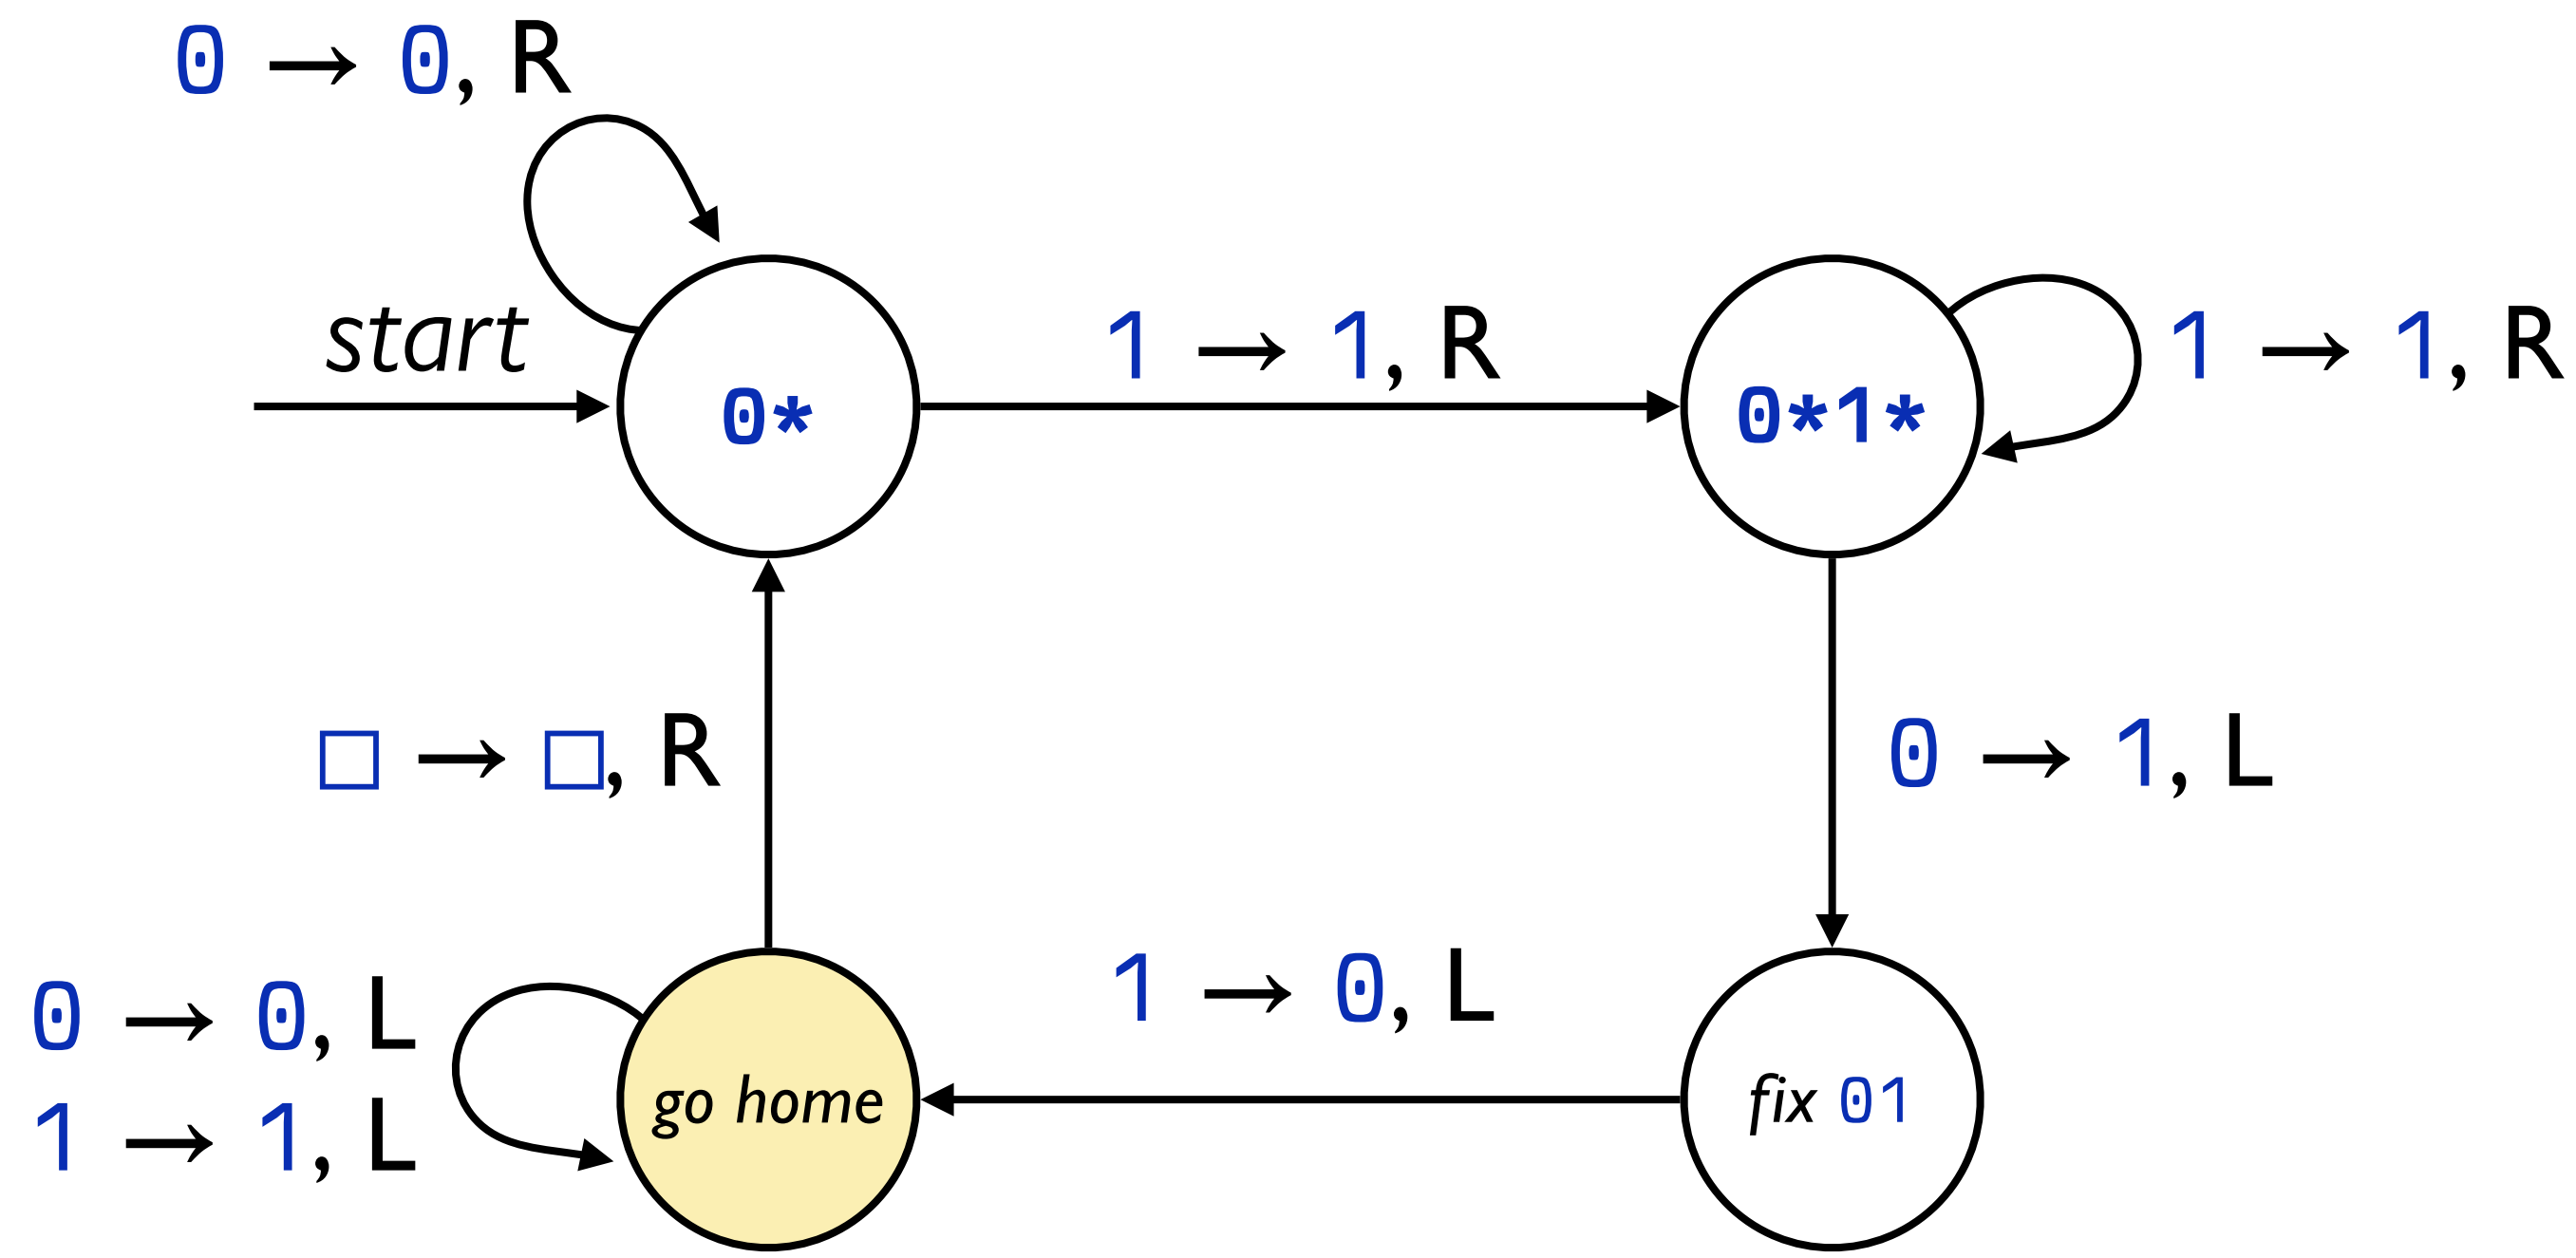 0 → 0, R
start
0*
1 → 1, R
0*1*
1 → 1, R
□ → □, R
0 → 1, L
0 → 0, L
1 → 1, L
go home
1 → 0, L
fix 01